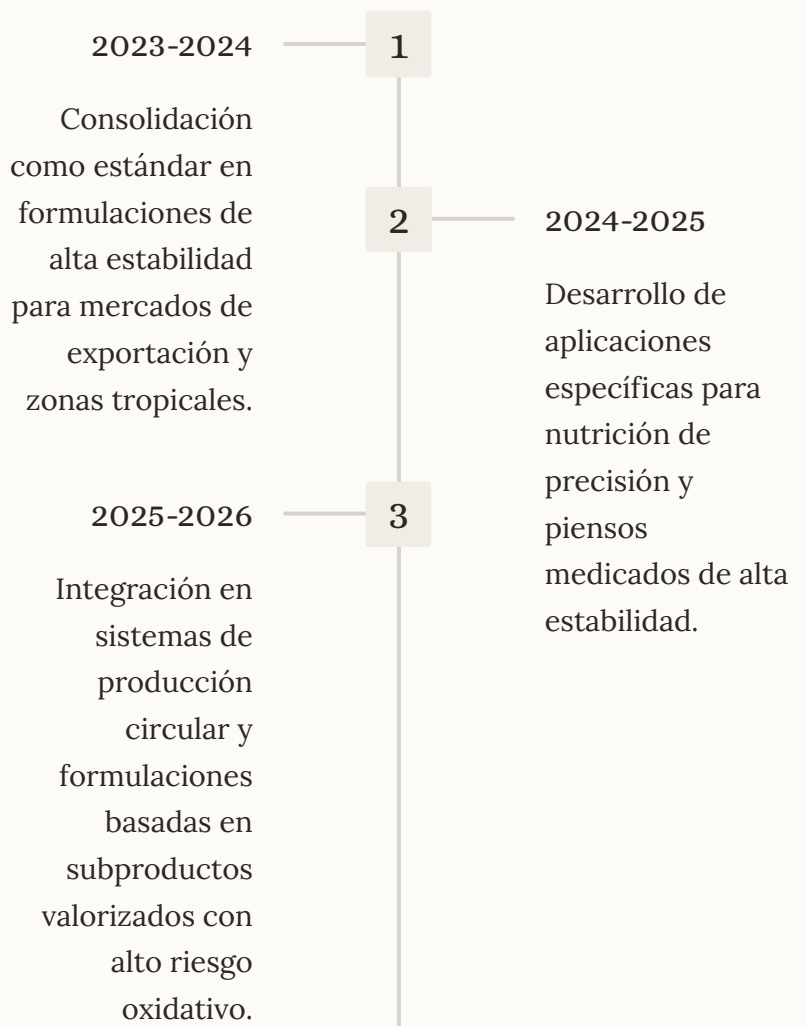 2023-2024
1
Consolidación
como estándar en
formulaciones de
alta estabilidad
para mercados de
exportación y
zonas tropicales.
2
2024-2025
Desarrollo de
aplicaciones
específicas para
nutrición de
precisión y
piensos
medicados de alta
estabilidad.
2025-2026
3
Integración en
sistemas de
producción
circular y
formulaciones
basadas en
subproductos
valorizados con
alto riesgo
oxidativo.